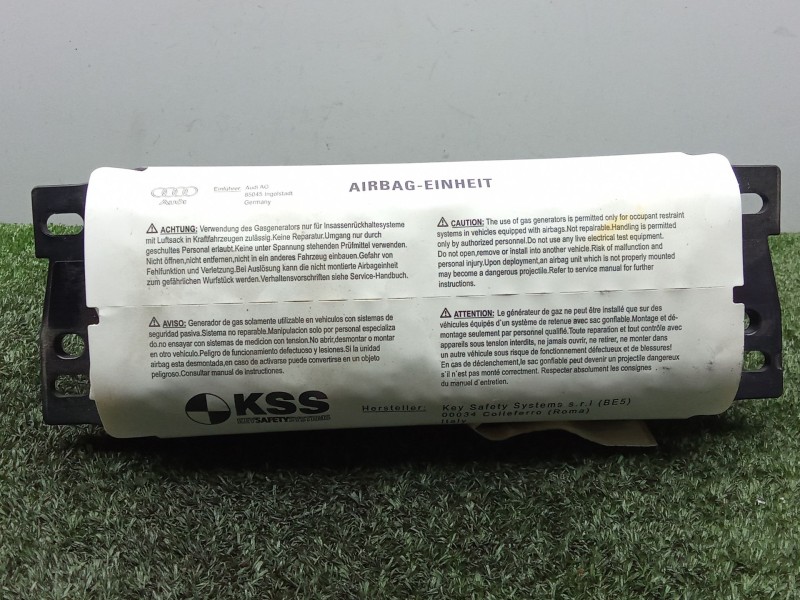 Audi
Einführer: Audi AG
85045 Ingolstadt
Germany
AIRBAG-EINHEIT
ACHTUNG: Verwendung des Gasgenerators nur für Insassenrückhaltesysteme
mit Luftsack in Kraftfahrzeugen zulässig.Keine Reparatur.Umgang nur durch
geschultes Personal erlaubt.Keine unter Spannung stehenden Prüfmittel verwenden.
Nicht öffnen,nicht entfernen,nicht in ein anderes Fahrzeug einbauen.Gefahr von
Fehifunktion und Verletzung.Bei Auslösung kann die nicht montierte Airbageinheit
zum gefährlichen Wurfstück werden.Verhaltensvorschriften siehe Service-Handbuch.
CAUTION: The use of gas generators is permitted only for occupant restraint
systems in vehicles equipped with airbags.Not repairable.Handling is permitted
only by authorized personnel.Do not use any live electrical test equipment.
Do not open, remove or install into another vehicle.Risk of malfunction and
personal injury.Upon deployment,an airbag unit which is not properly mounted
may become a dangerous projectile.Refer to service manual for further
instructions.
AVISO: Generador de gas solamente utilizable en vehículos con sistemas de
seguridad pasiva.Sistema no reparable.Manipulacion solo por personal especializa
do.no ensayar con sistemas de medicion con tension.No abrir,desmontar o montar
en otro vehículo.Peligro de funcionamiento defectuoso y lesiones.Si la unidad
airbag esta desmontada,en caso de activarse puede convertirse en un objeto
peligroso.Consultar manual de instrucciones.
ATTENTION: Le générateur de gaz ne peut être installé que sur des
véhicules équipés d'un système de retenue avec sac gonflable.Montage et dé-
montage seulement par personnel qualifié.Toute reparation et tout contrôle avec
appareils sous tension interdits, ne jamais ouvrir, ne retirer, ne monter dans
un autre véhicule sous risque de fonctionnement défectueux et de blessures!
En cas de déclenchement,le sac gonflable peut devenir un projectile dangereux
s'il n'est pas monté correctment. Respecter absolument les consignes
du manuel d'entretien.
KSS
KEY SAFETY SYSTEMS
Hersteller: Key Safety Systems s.r.l (BE5)
00034 Colleferro (Roma)
Italy